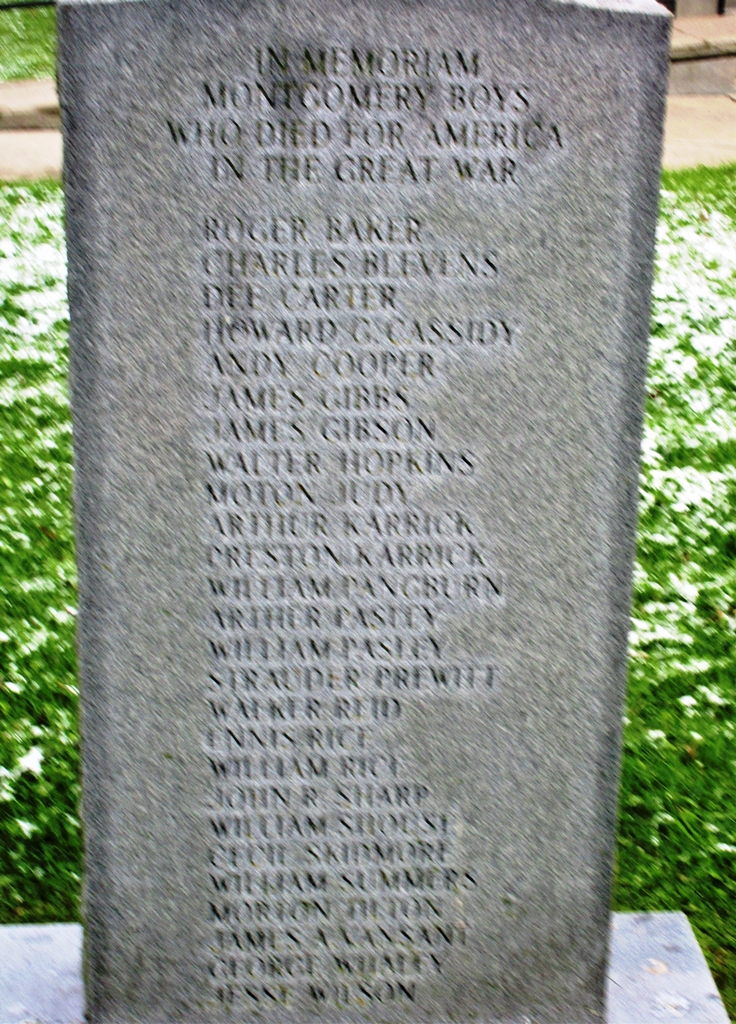 IN MEMORIAM
MONTGOMERY BOYS
WHO DIED FOR AMERICA
IN THE GREAT WAR
ROGER BAKER
CHARLES BLEVENS
DEE CARTER
HOWARD G. CASSIDY
ANDY COOPER
JAMES GIBBS
JAMES GIBSON
WALTER HOPKINS
MOTON JUDY
ARTHUR KARRICK
PRESTON KARRICK
WILLIAM PANGBURN
ARTHER PASLEY
WILLIAM PASLEY
STRAUDER PREWITT
WALKER REID
ENNIS RICE
WILLIAM RICE
JOHN R. SHARP
WILLIAM SHOUSE
CECIL SKIDMORE
WILLIAM SUMMERS
MORTON TILTON
JAMES A VANSANT
GEORGE WHALEY
JESSE WILSON